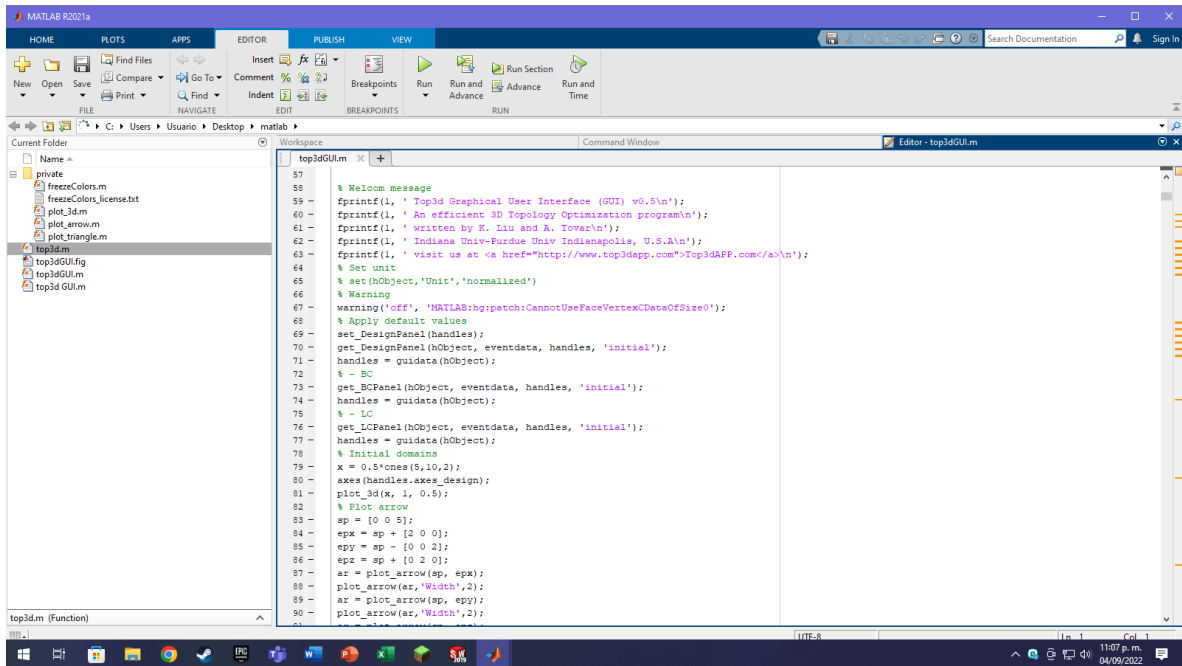 MATLAB R2021a
HOME PLOTS APPS EDITOR PUBLISH VIEW
Search Documentation
Sign In
New
Open
Save
Find Files
Compare
Print
FILE
Go To
Find
NAVIGATE
Insert
fx
Comment
Indent
EDIT
Breakpoints
BREAKPOINTS
Run
Run and Advance
Run Section
Advance
Run and Time
RUN
C: Users Usuario Desktop matlab
Current Folder
Name
private
freezeColors.m
freezeColors_license.txt
plot_3d.m
plot_arrow.m
plot_triangle.m
top3d.m
top3dGUI.fig
top3dGUI.m
top3d GUI.m
top3d.m (Function)
Workspace
Command Window
Editor - top3dGUI.m
top3dGUI.m
57
58 % Welcom message
59 – fprintf(1, ' Top3d Graphical User Interface (GUI) v0.5\n');
60 – fprintf(1, ' An efficient 3D Topology Optimization program\n');
61 – fprintf(1, ' written by K. Liu and A. Tovar\n');
62 – fprintf(1, ' Indiana Univ-Purdue Univ Indianapolis, U.S.A\n');
63 – fprintf(1, ' visit us at <a href="http://www.top3dapp.com">Top3dAPP.com</a>\n');
64 % Set unit
65 % set(hObject,'Unit','normalized')
66 % Warning
67 – warning('off', 'MATLAB:hg:patch:CannotUseFaceVertexCDataOfSize0');
68 % Apply default values
69 – set_DesignPanel(handles);
70 – get_DesignPanel(hObject, eventdata, handles, 'initial');
71 – handles = guidata(hObject);
72 % - BC
73 – get_BCPanel(hObject, eventdata, handles, 'initial');
74 – handles = guidata(hObject);
75 % - LC
76 – get_LCPanel(hObject, eventdata, handles, 'initial');
77 – handles = guidata(hObject);
78 % Initial domains
79 – x = 0.5*ones(5,10,2);
80 – axes(handles.axes_design);
81 – plot_3d(x, 1, 0.5);
82 % Plot arrow
83 – sp = [0 0 5];
84 – epx = sp + [2 0 0];
85 – epy = sp - [0 0 2];
86 – epz = sp + [0 2 0];
87 – ar = plot_arrow(sp, epx);
88 – plot_arrow(ar,'Width',2);
89 – ar = plot_arrow(sp, epy);
90 – plot_arrow(ar,'Width',2);
UTF-8
Ln 1 Col 1
EPIC
SW 2019
11:07 p. m.
04/09/2022